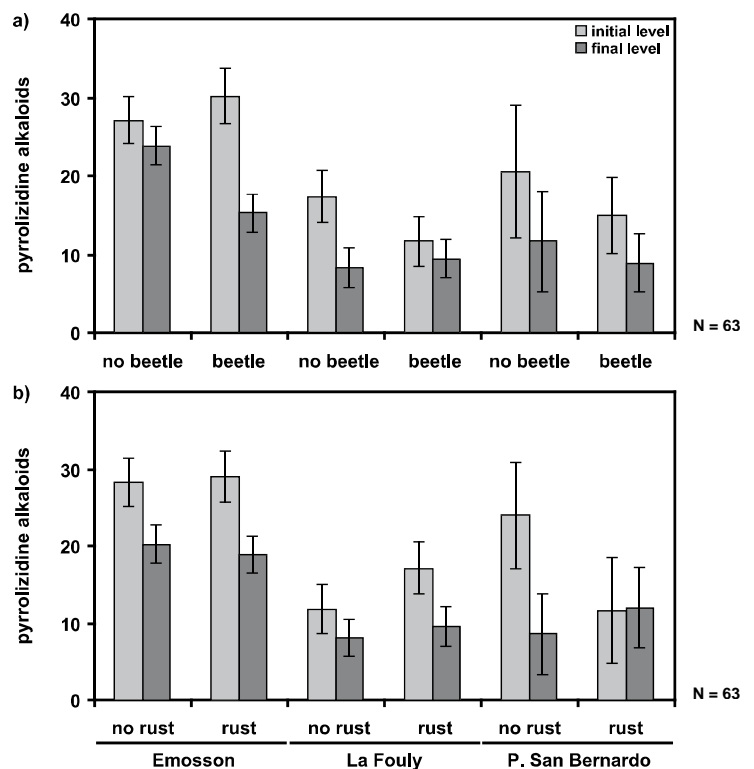 a)
40
initial level
final level
30
20
10
0
pyrrolizidine alkaloids
N = 63
no beetle beetle no beetle beetle no beetle beetle
b)
40
30
20
10
0
pyrrolizidine alkaloids
N = 63
no rust rust no rust rust no rust rust
Emosson La Fouly P. San Bernardo